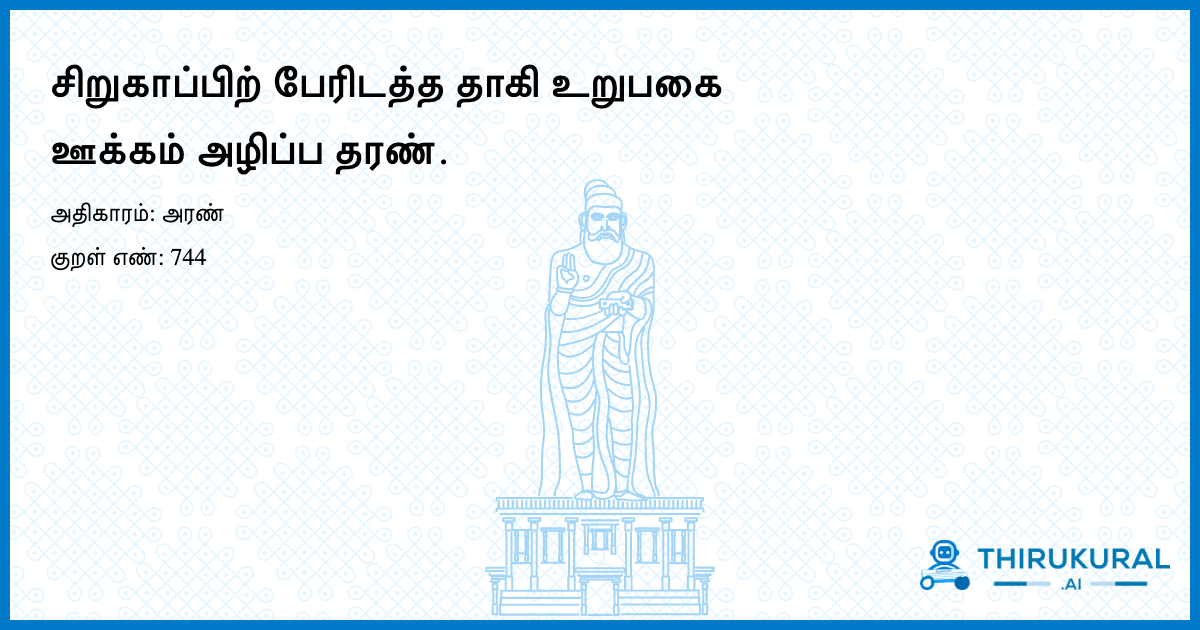 சிறுகாப்பிற் பேரிடத்த தாகி உறுபகை
ஊக்கம் அழிப்ப தரண்.
அதிகாரம்: அரண்
குறள் எண்: 744
THIRUKURAL
.AI